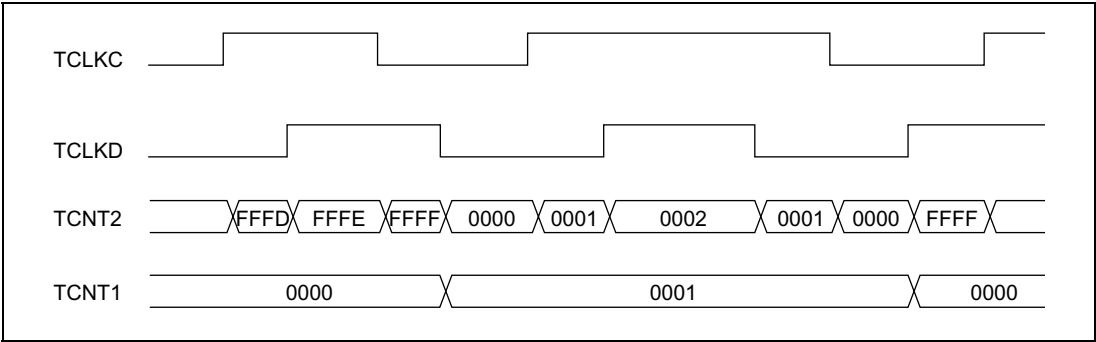 TCLKC
TCLKD
TCNT2 FFFD FFFE FFFF 0000 0001 0002 0001 0000 FFFF
TCNT1 0000 0001 0000